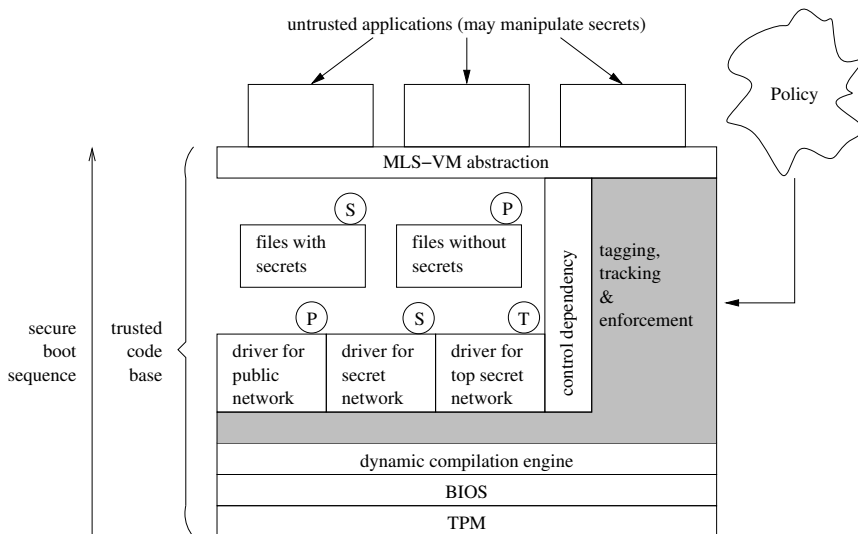 untrusted applications (may manipulate secrets)
Policy
MLS−VM abstraction
S
P
files with
secrets
files without
secrets
control dependency
tagging,
tracking
&
enforcement
P
S
T
driver for
public
network
driver for
secret
network
driver for
top secret
network
secure
boot
sequence
trusted
code
base
dynamic compilation engine
BIOS
TPM